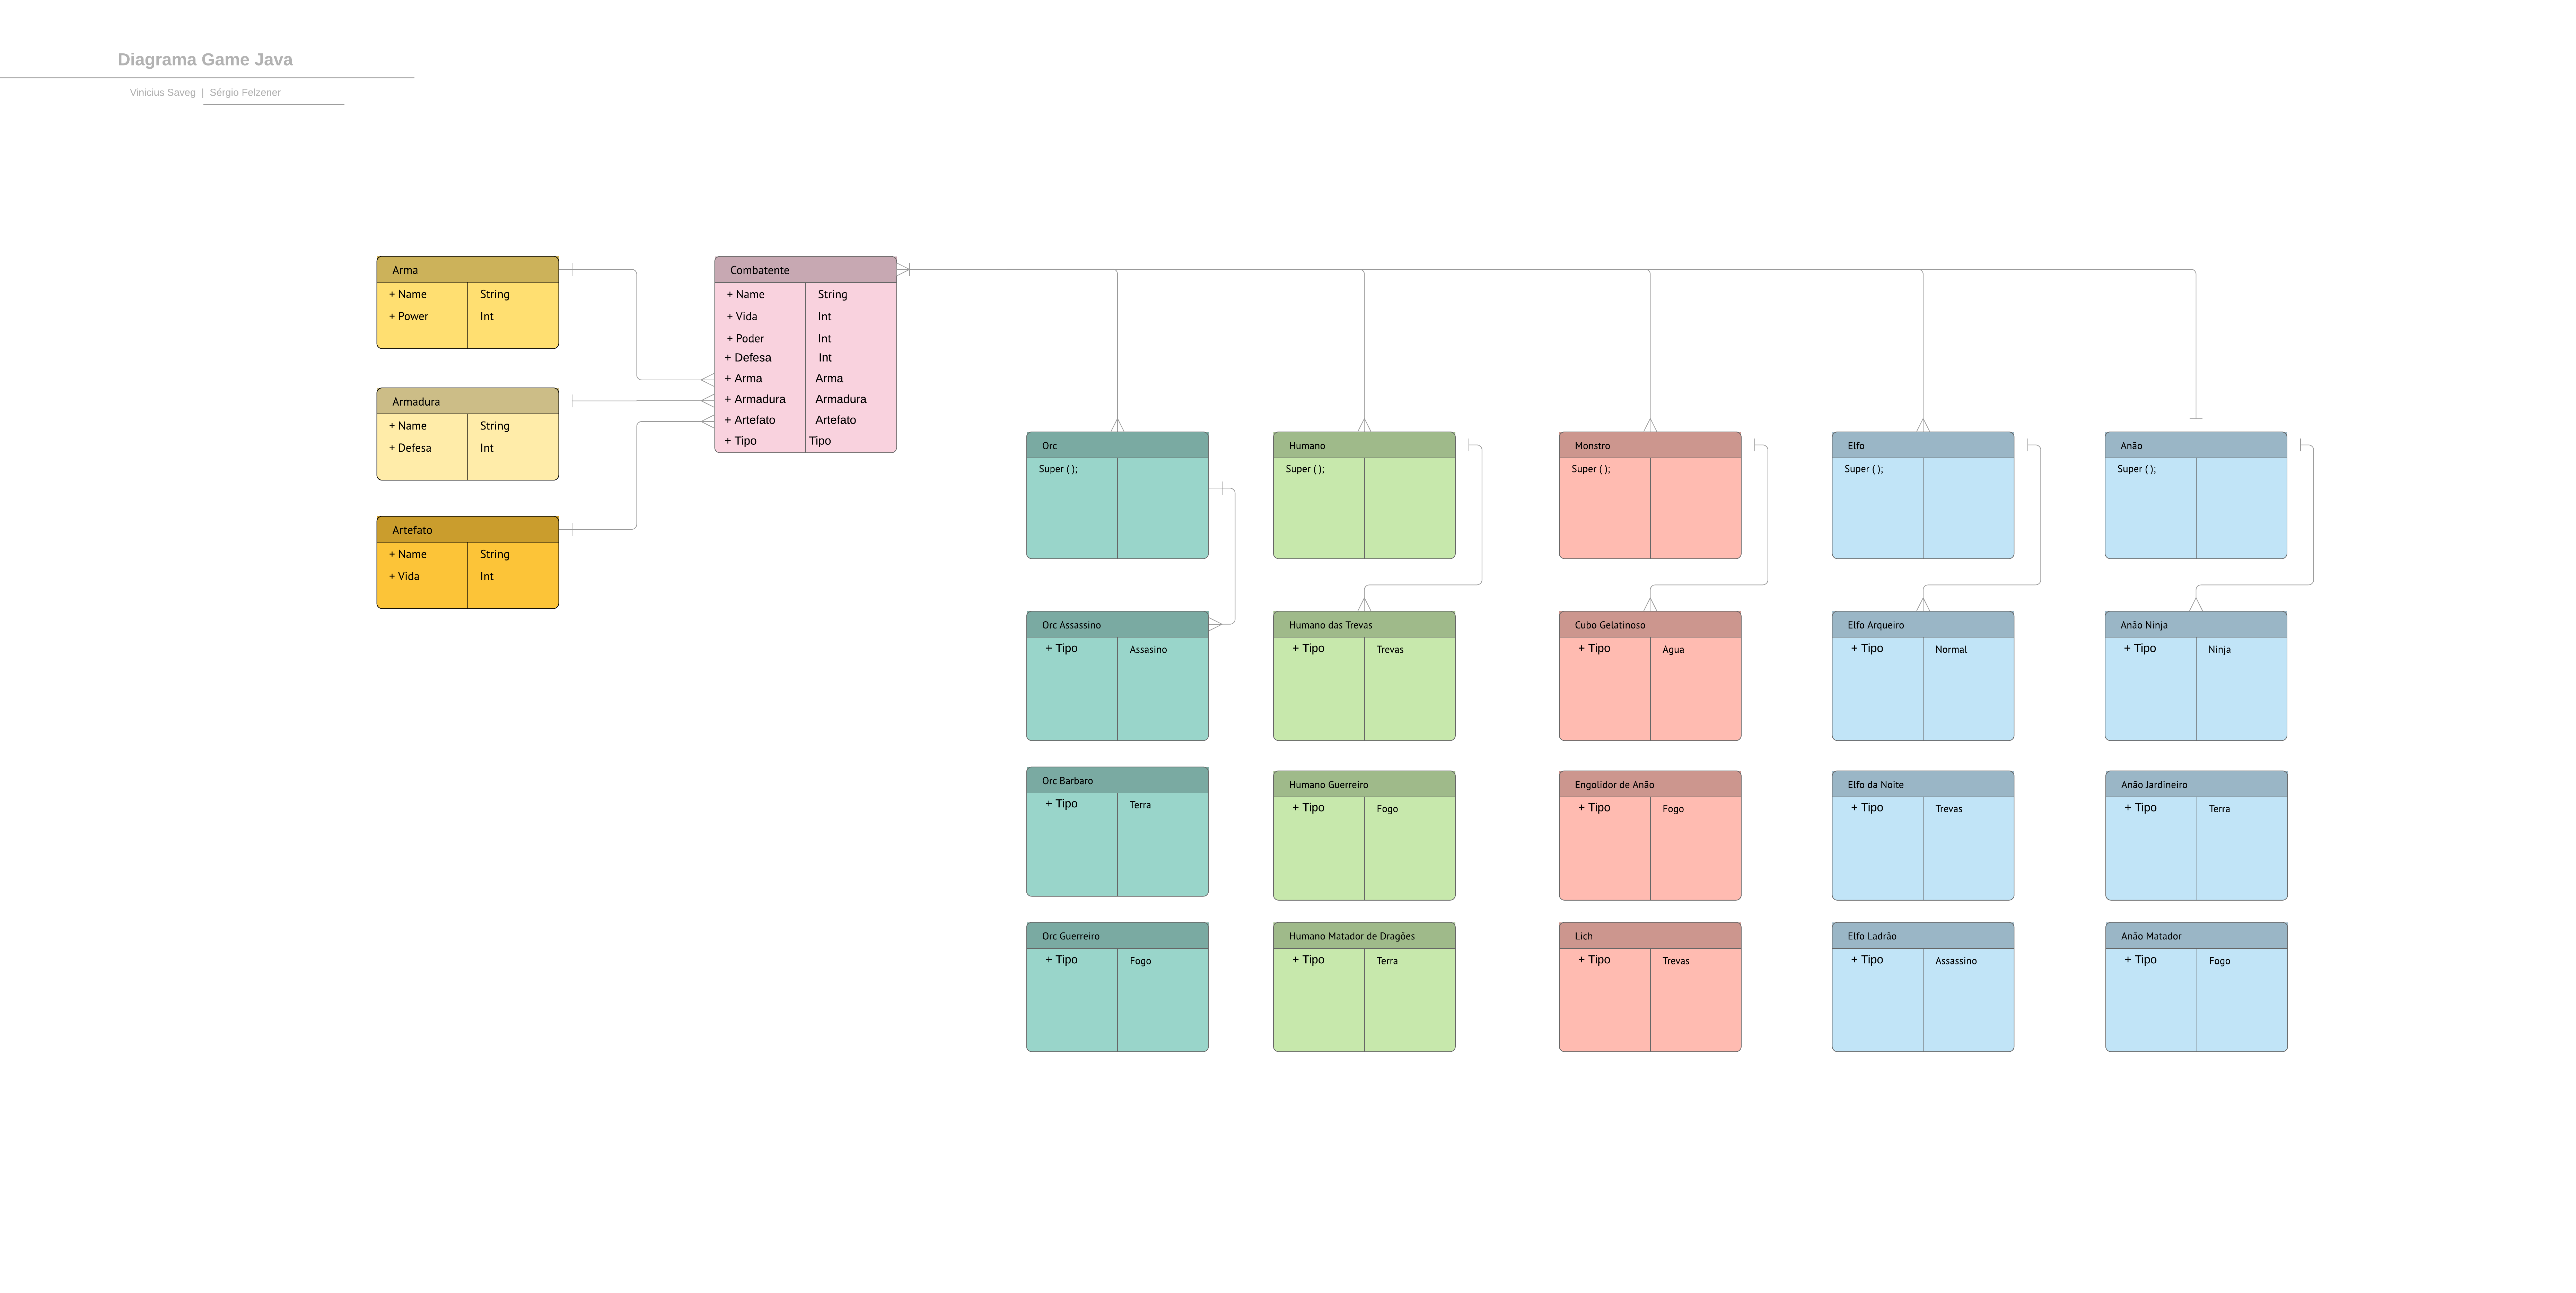 Diagrama Game Java
Vinicius Saveg | Sérgio Felzener
Arma
+ Name String
+ Power Int
Armadura
+ Name String
+ Defesa Int
Artefato
+ Name String
+ Vida Int
Combatente
+ Name String
+ Vida Int
+ Poder Int
+ Defesa Int
+ Arma Arma
+ Armadura Armadura
+ Artefato Artefato
+ Tipo Tipo
Orc
Super ( );
Orc Assassino
+ Tipo Assasino
Orc Barbaro
+ Tipo Terra
Orc Guerreiro
+ Tipo Fogo
Humano
Super ( );
Humano das Trevas
+ Tipo Trevas
Humano Guerreiro
+ Tipo Fogo
Humano Matador de Dragões
+ Tipo Terra
Monstro
Super ( );
Cubo Gelatinoso
+ Tipo Agua
Engolidor de Anão
+ Tipo Fogo
Lich
+ Tipo Trevas
Elfo
Super ( );
Elfo Arqueiro
+ Tipo Normal
Elfo da Noite
+ Tipo Trevas
Elfo Ladrão
+ Tipo Assassino
Anão
Super ( );
Anão Ninja
+ Tipo Ninja
Anão Jardineiro
+ Tipo Terra
Anão Matador
+ Tipo Fogo